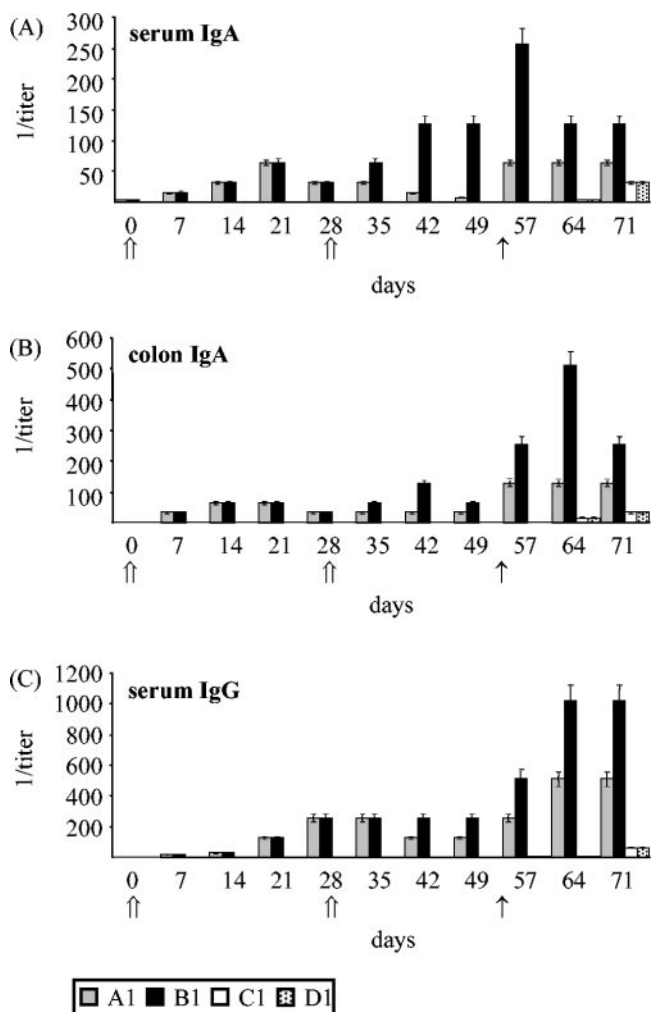 (A)
serum IgA
1/titer
300
250
200
150
100
50
0 7 14 21 28 35 42 49 57 64 71
⇑ ⇑ ↑
days
(B)
colon IgA
1/titer
600
500
400
300
200
100
0 7 14 21 28 35 42 49 57 64 71
⇑ ⇑ ↑
days
(C)
serum IgG
1/titer
1200
1000
800
600
400
200
0 7 14 21 28 35 42 49 57 64 71
⇑ ⇑ ↑
days
A1 B1 C1 D1